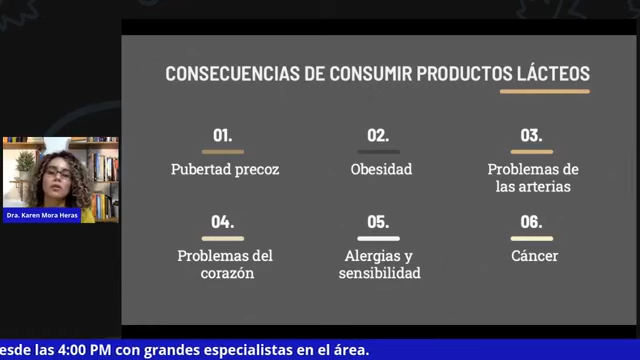 CONSECUENCIAS DE CONSUMIR PRODUCTOS LÁCTEOS
01.
Pubertad precoz
02.
Obesidad
03.
Problemas de
las arterias
04.
Problemas del
corazón
05.
Alergias y
sensibilidad
06.
Cáncer
Dra. Karen Mora Heras
esde las 4:00 PM con grandes especialistas en el área.